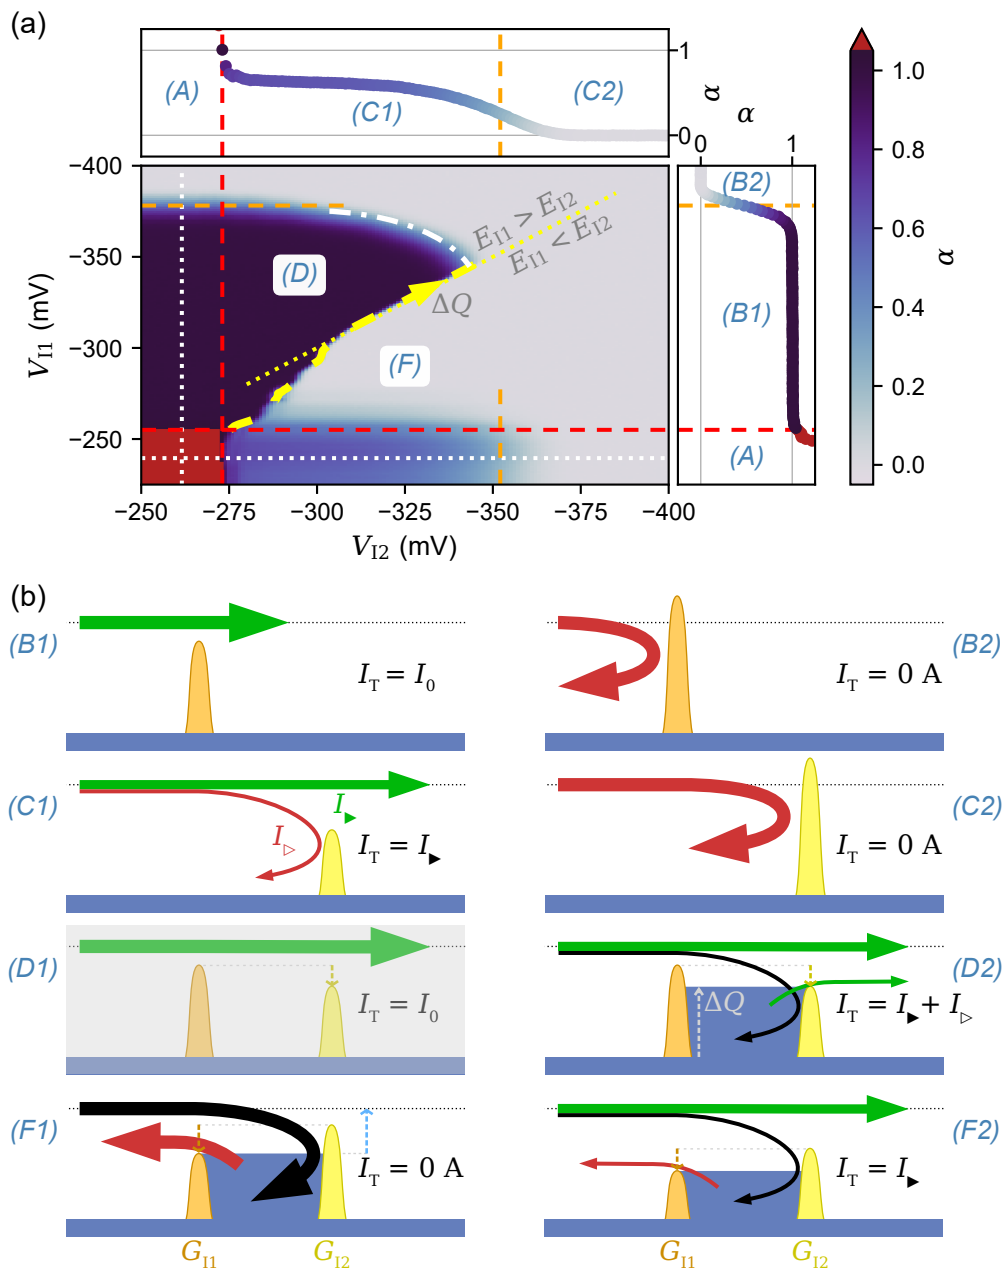 (a)
(A)
(C1)
(C2)
1
0
α
α
0
1
−400
−350
−300
−250
V_I1 (mV)
(D)
E_I1 > E_I2
E_I1 < E_I2
ΔQ
(F)
−250
−275
−300
−325
−350
−375
−400
V_I2 (mV)
(B2)
(B1)
(A)
α
1.0
0.8
0.6
0.4
0.2
0.0
(b)
(B1)
I_T = I_0
(B2)
I_T = 0 A
(C1)
I_▶
I_▷
I_T = I_▶
(C2)
I_T = 0 A
(D1)
I_T = I_0
(D2)
ΔQ
I_T = I_▶ + I_▷
(F1)
I_T = 0 A
(F2)
I_T = I_▶
G_I1
G_I2
G_I1
G_I2